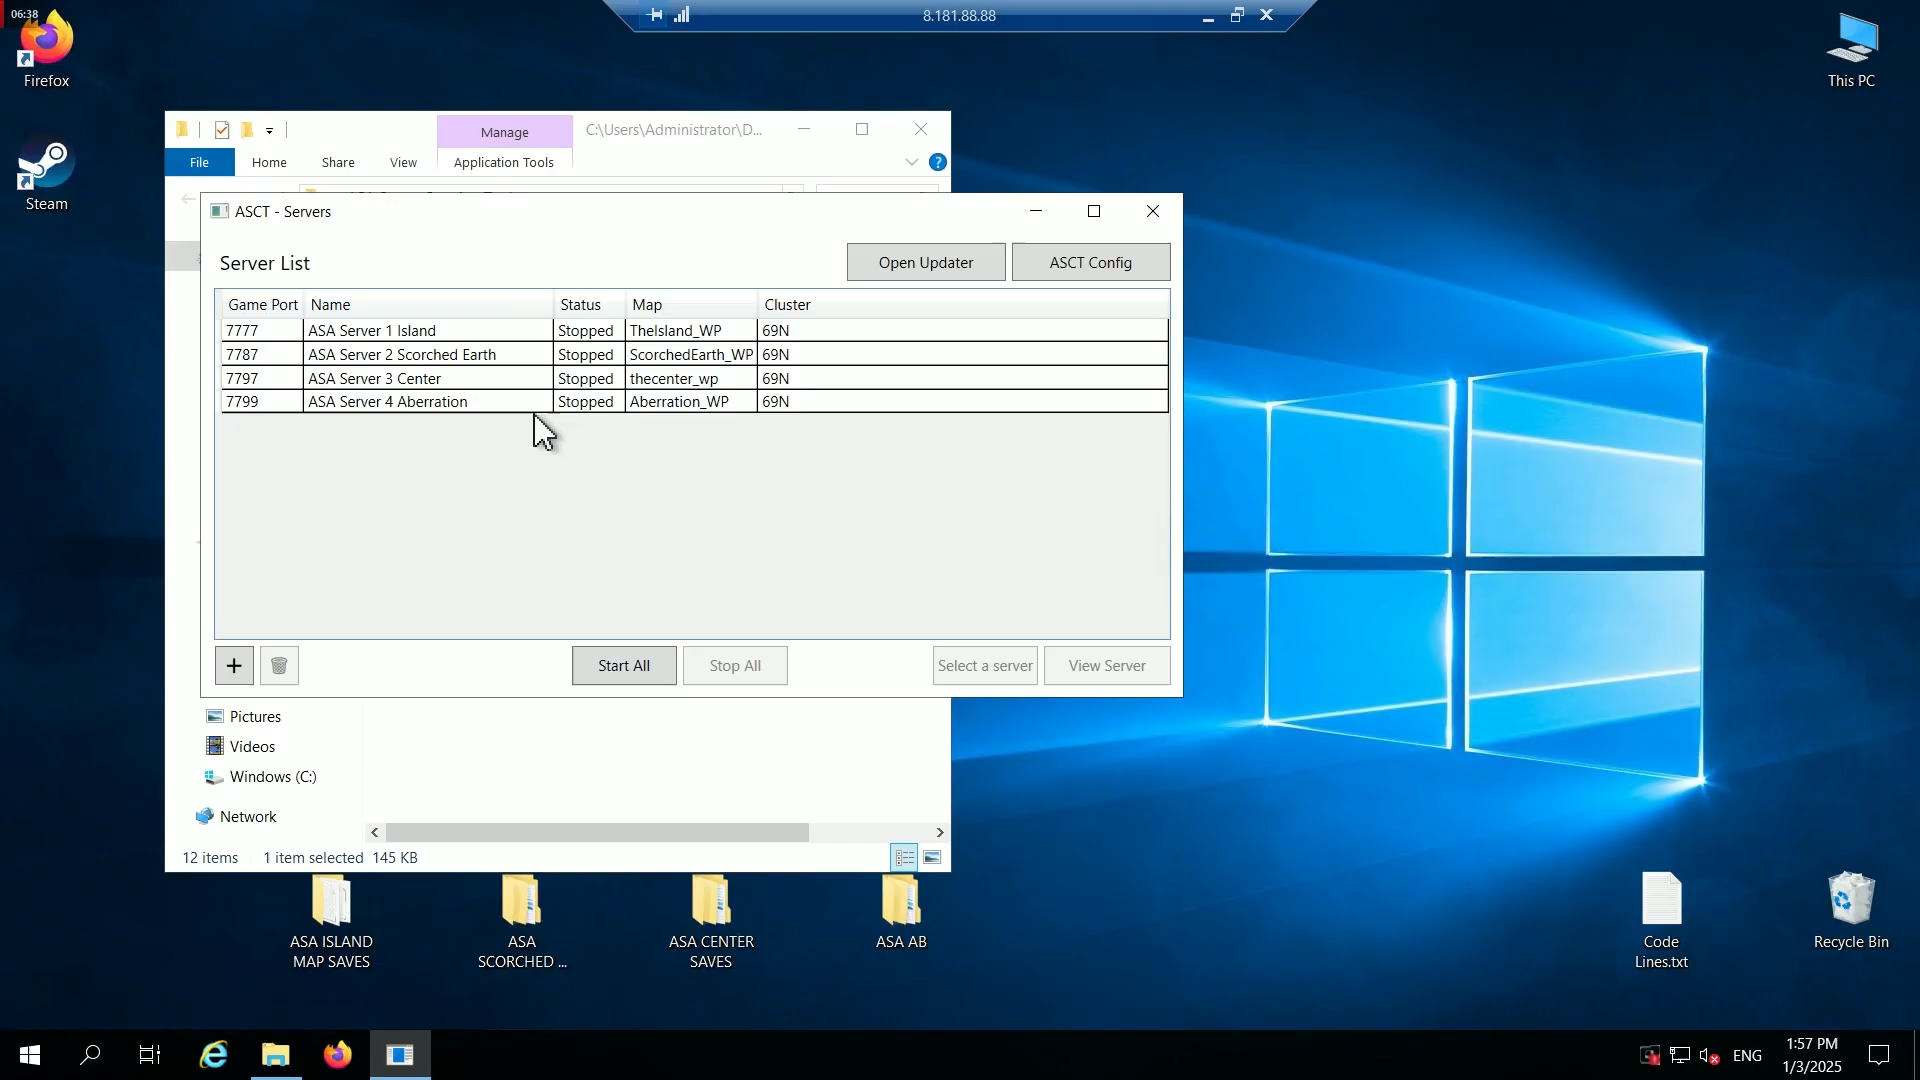 06:38
8.181.88.88
Firefox
This PC
Steam
Manage
C:\Users\Administrator\D...
File
Home
Share
View
Application Tools
ASCT - Servers
Server List
Open Updater
ASCT Config
Game Port Name Status Map Cluster
7777 ASA Server 1 Island Stopped TheIsland_WP 69N
7787 ASA Server 2 Scorched Earth Stopped ScorchedEarth_WP 69N
7797 ASA Server 3 Center Stopped thecenter_wp 69N
7799 ASA Server 4 Aberration Stopped Aberration_WP 69N
+
Start All
Stop All
Select a server
View Server
Pictures
Videos
Windows (C:)
Network
12 items 1 item selected 145 KB
ASA ISLAND
MAP SAVES
ASA
SCORCHED ...
ASA CENTER
SAVES
ASA AB
Code
Lines.txt
Recycle Bin
ENG
1:57 PM
1/3/2025